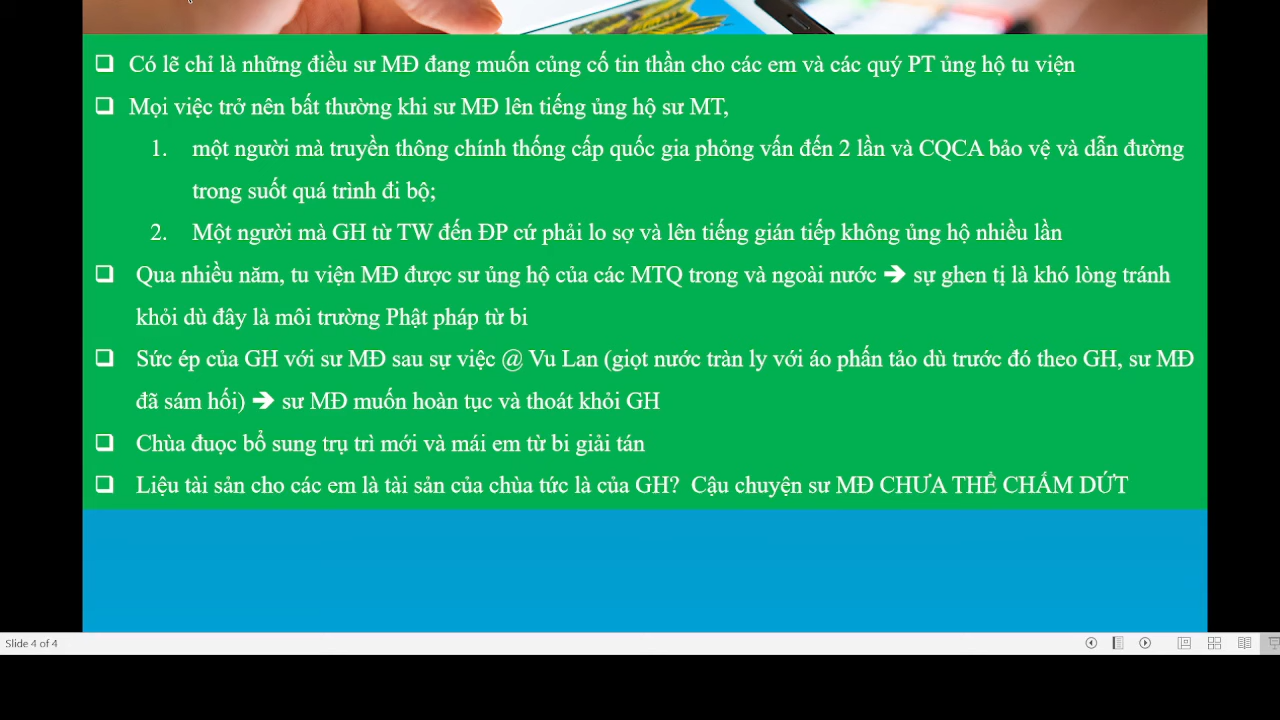 ❑ Có lẽ chỉ là những điều sư MĐ đang muốn củng cố tin thần cho các em và các quý PT ủng hộ tu viện
❑ Mọi việc trở nên bất thường khi sư MĐ lên tiếng ủng hộ sư MT,
1. một người mà truyền thông chính thống cấp quốc gia phỏng vấn đến 2 lần và CQCA bảo vệ và dẫn đường
trong suốt quá trình đi bộ;
2. Một người mà GH từ TW đến ĐP cứ phải lo sợ và lên tiếng gián tiếp không ủng hộ nhiều lần
❑ Qua nhiều năm, tu viện MĐ được sư ủng hộ của các MTQ trong và ngoài nước ➔ sự ghen tị là khó lòng tránh
khỏi dù đây là môi trường Phật pháp từ bi
❑ Sức ép của GH với sư MĐ sau sự việc @ Vu Lan (giọt nước tràn ly với áo phấn tảo dù trước đó theo GH, sư MĐ
đã sám hối) ➔ sư MĐ muốn hoàn tục và thoát khỏi GH
❑ Chùa đuọc bổ sung trụ trì mới và mái em từ bi giải tán
❑ Liệu tài sản cho các em là tài sản của chùa tức là của GH? Cậu chuyện sư MĐ CHƯA THỂ CHẤM DỨT
Slide 4 of 4